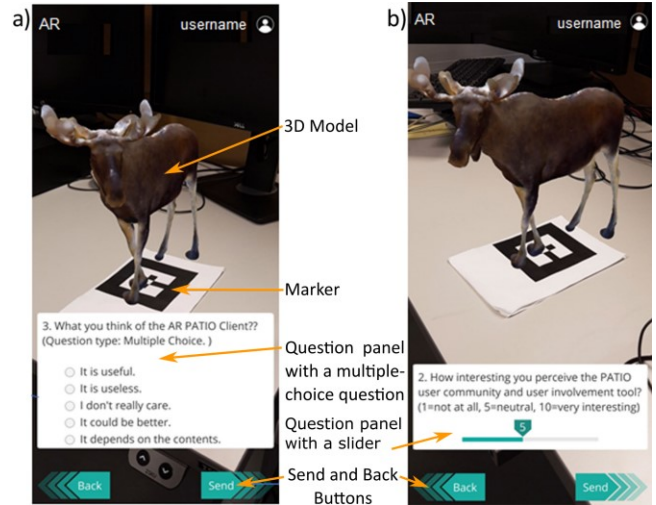 a)
AR
username
3D Model
Marker
3. What you think of the AR PATIO Client??
(Question type: Multiple Choice. )
It is useful.
It is useless.
I don't really care.
It could be better.
It depends on the contents.
Back
Send
Question panel
with a multiple-
choice question
Question panel
with a slider
Send and Back
Buttons
b)
AR
username
2. How interesting you perceive the PATIO
user community and user involvement tool?
(1=not at all, 5=neutral, 10=very interesting)
5
Back
Send